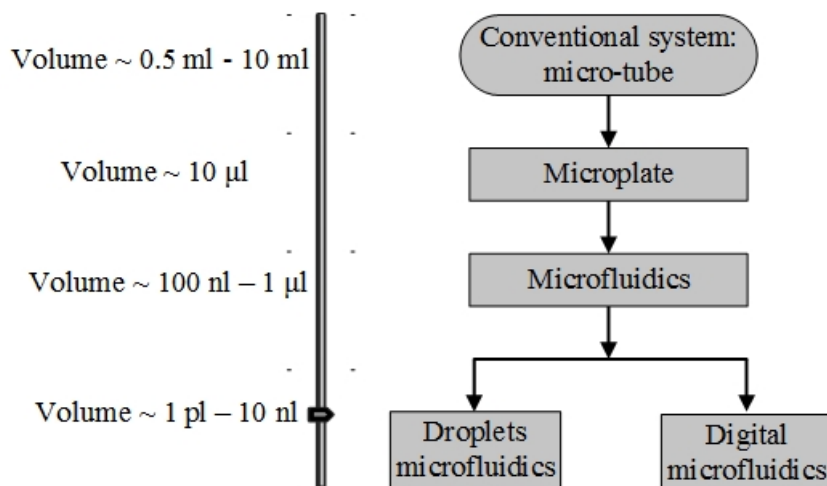 Volume ~ 0.5 ml - 10 ml
Conventional system:
micro-tube
Volume ~ 10 μl
Microplate
Volume ~ 100 nl – 1 μl
Microfluidics
Volume ~ 1 pl – 10 nl
Droplets
microfluidics
Digital
microfluidics